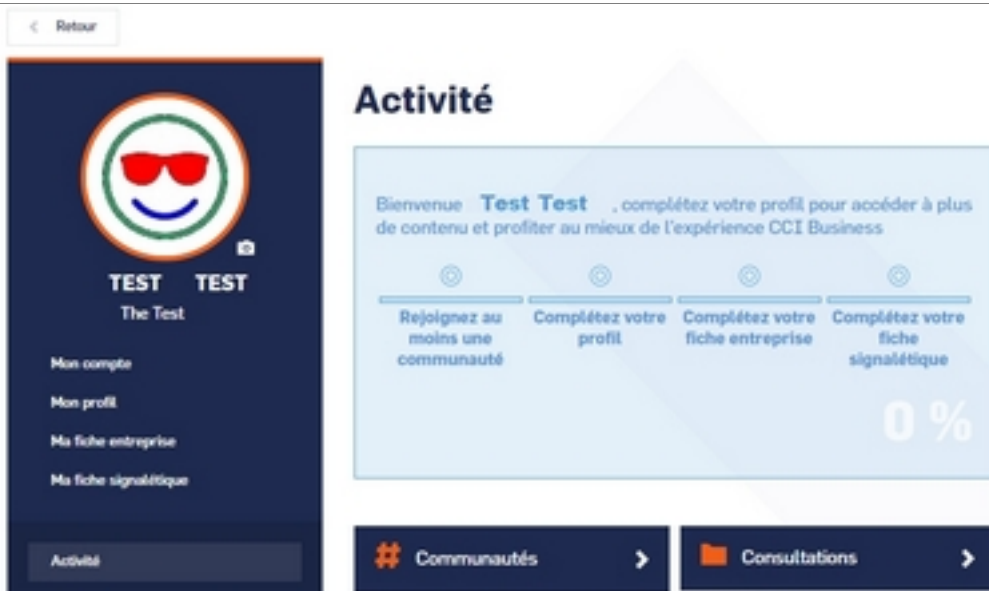 Retour
TEST TEST
The Test
Mon compte
Mon profil
Ma fiche entreprise
Ma fiche signalétique
Activité
Activité
Bienvenue Test Test , complétez votre profil pour accéder à plus
de contenu et profiter au mieux de l'expérience CCI Business
Rejoignez au
moins une
communauté
Complétez votre
profil
Complétez votre
fiche entreprise
Complétez votre
fiche
signalétique
0 %
# Communautés
Consultations